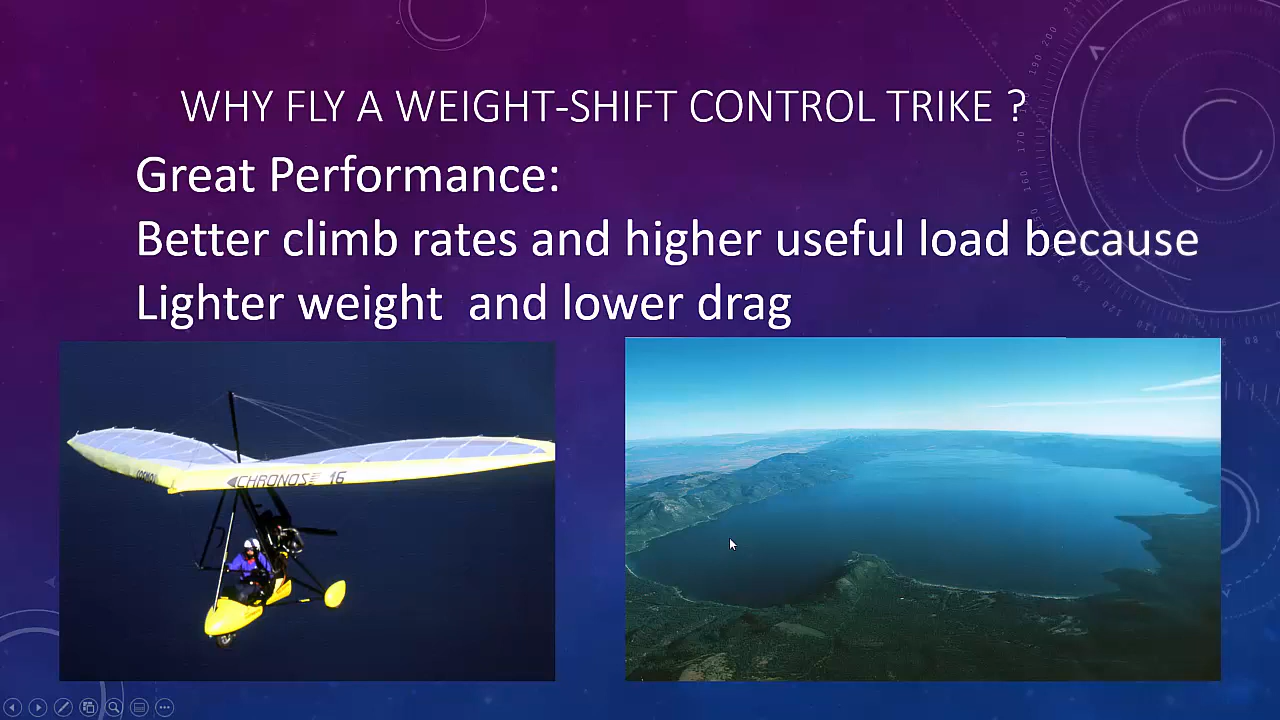 WHY FLY A WEIGHT-SHIFT CONTROL TRIKE ?
Great Performance:
Better climb rates and higher useful load because
Lighter weight and lower drag
CHRONOS 16